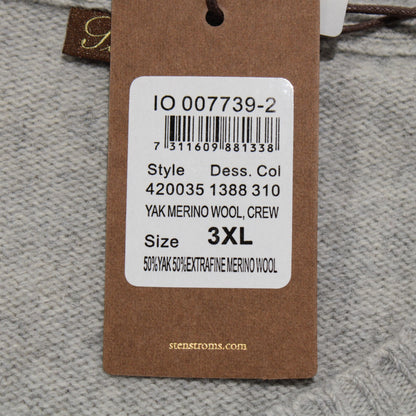 IO 007739-2
7 311609 881338
Style Dess. Col
420035 1388 310
YAK MERINO WOOL, CREW
Size 3XL
50%YAK 50%EXTRAFINE MERINO WOOL
stenstroms.com